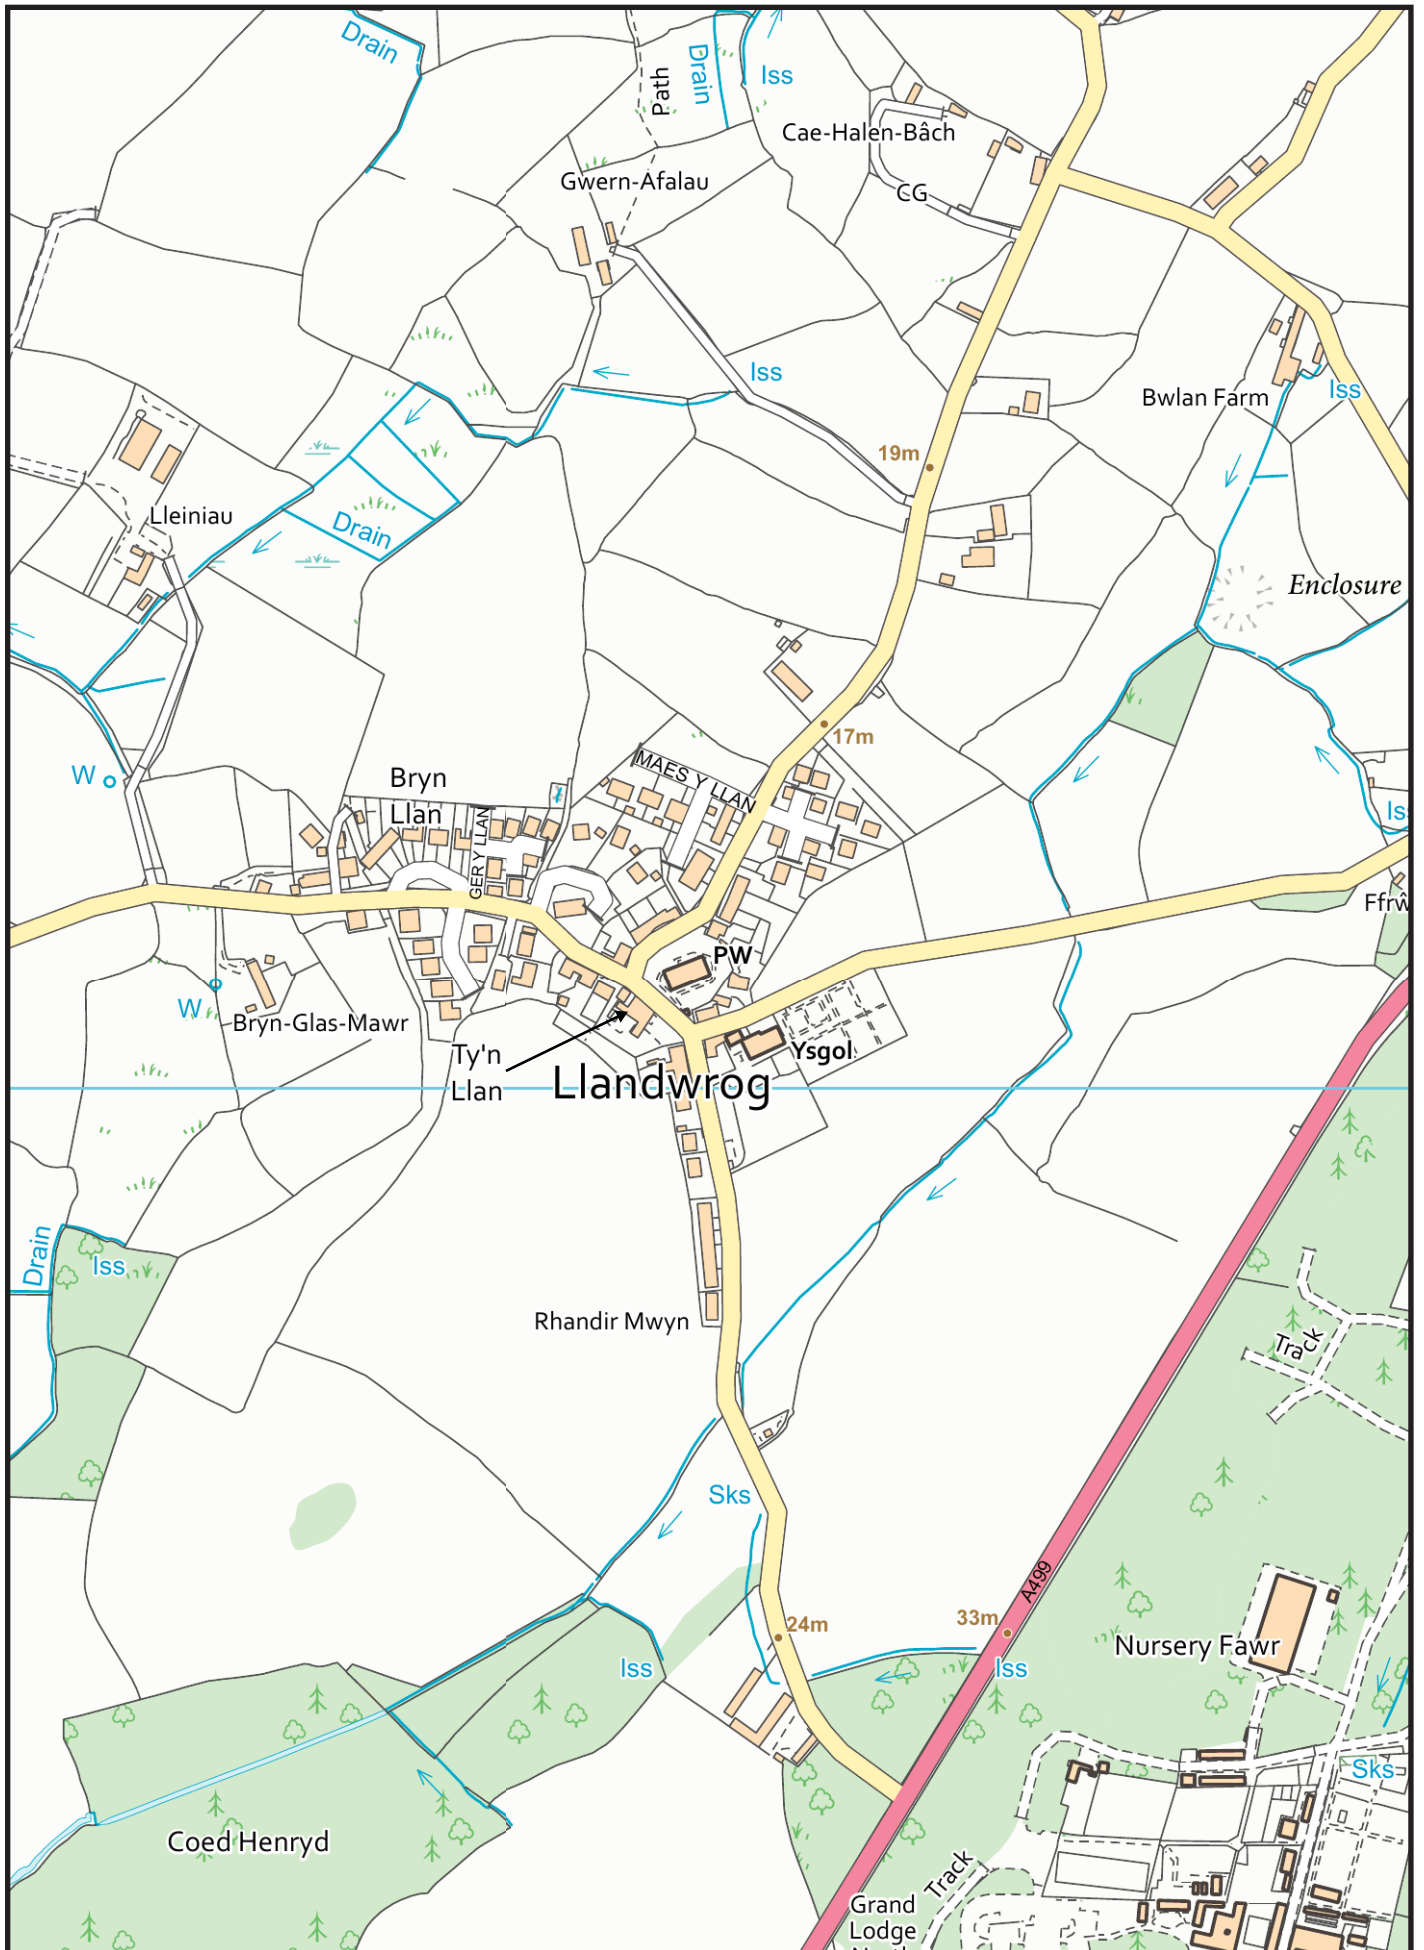 Drain
Path
Drain
Iss
Cae-Halen-Bâch
Gwern-Afalau
CG
Iss
Bwlan Farm
Iss
19m
Lleiniau
Drain
Enclosure
17m
W
Bryn
Llan
MAES Y LLAN
GER Y LLAN
Iss
Ffrw
PW
W
Bryn-Glas-Mawr
Ty'n
Llan
Ysgol
Llandwrog
Drain
Iss
Rhandir Mwyn
Track
Sks
A499
24m
33m
Nursery Fawr
Iss
Iss
Sks
Coed Henryd
Track
Grand
Lodge